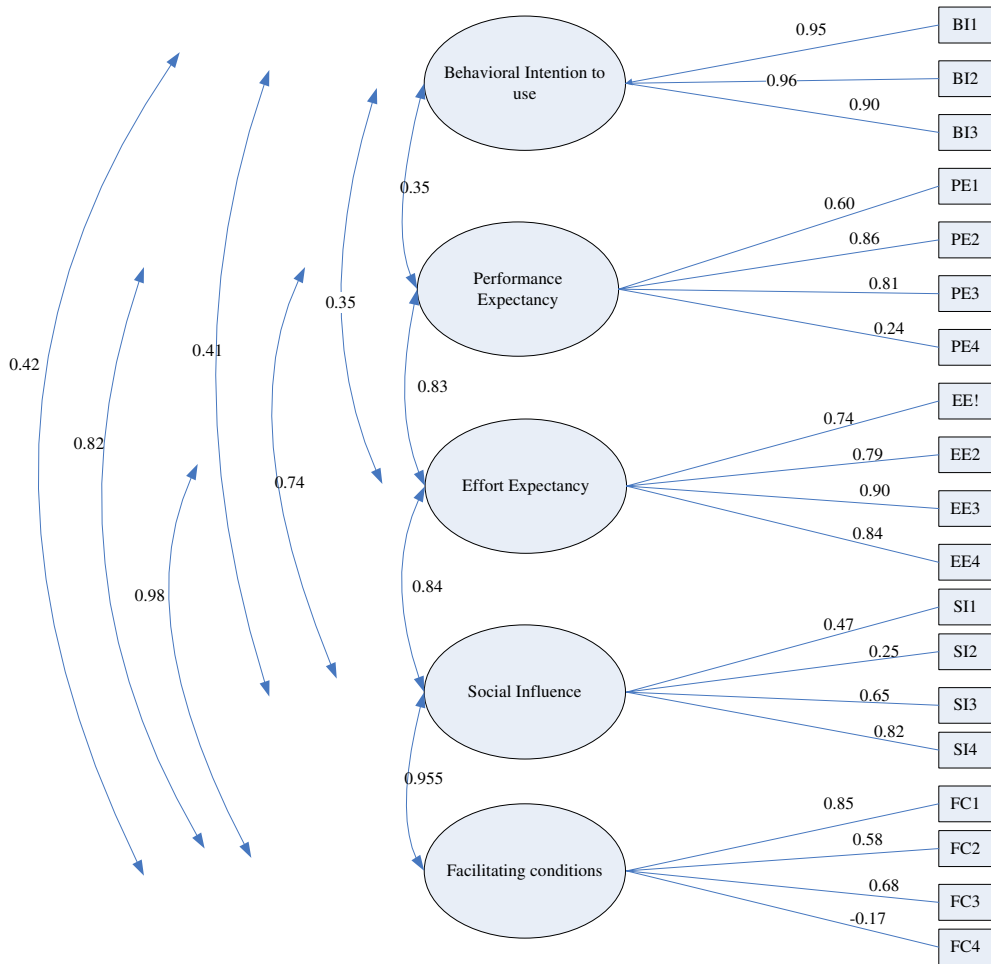 BI1
0.95
Behavioral Intention to
use
0.96
BI2
0.90
BI3
0.35
PE1
0.60
0.86
PE2
Performance
Expectancy
0.81
PE3
0.35
0.24
PE4
0.42
0.41
0.83
EE!
0.74
0.82
0.79
EE2
0.74
Effort Expectancy
0.90
EE3
0.84
EE4
0.98
0.84
SI1
0.47
0.25
SI2
Social Influence
0.65
SI3
0.82
SI4
0.955
0.85
FC1
0.58
FC2
Facilitating conditions
0.68
FC3
-0.17
FC4